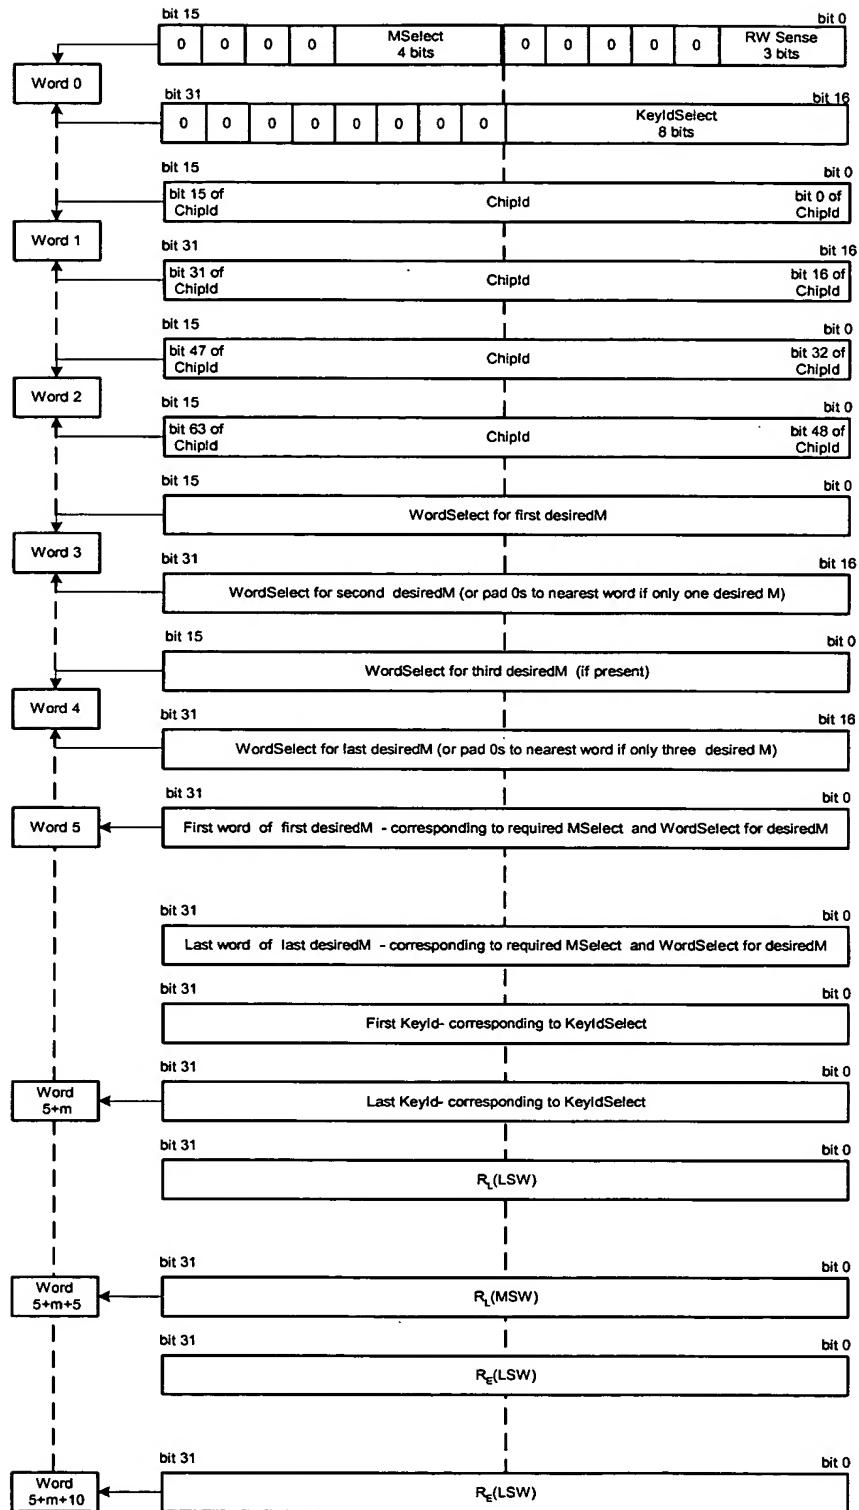 bit 15 bit 0
0 0 0 0 MSelect 4 bits 0 0 0 0 0 RW Sense 3 bits
Word 0
bit 31 bit 16
0 0 0 0 0 0 0 0 KeyIdSelect 8 bits
bit 15 bit 0
bit 15 of ChipId ChipId bit 0 of ChipId
Word 1
bit 31 bit 16
bit 31 of ChipId ChipId bit 16 of ChipId
bit 15 bit 0
bit 47 of ChipId ChipId bit 32 of ChipId
Word 2
bit 15 bit 0
bit 63 of ChipId ChipId bit 48 of ChipId
bit 15 bit 0
WordSelect for first desiredM
Word 3
bit 31 bit 16
WordSelect for second desiredM (or pad 0s to nearest word if only one desired M)
bit 15 bit 0
WordSelect for third desiredM (if present)
Word 4
bit 31 bit 16
WordSelect for last desiredM (or pad 0s to nearest word if only three desired M)
bit 31 bit 0
Word 5 First word of first desiredM - corresponding to required MSelect and WordSelect for desiredM
bit 31 bit 0
Last word of last desiredM - corresponding to required MSelect and WordSelect for desiredM
bit 31 bit 0
First KeyId- corresponding to KeyIdSelect
bit 31 bit 0
Word 5+m Last KeyId- corresponding to KeyIdSelect
bit 31 bit 0
R_L(LSW)
bit 31 bit 0
Word 5+m+5 R_L(MSW)
bit 31 bit 0
R_E(LSW)
bit 31 bit 0
Word 5+m+10 R_E(LSW)